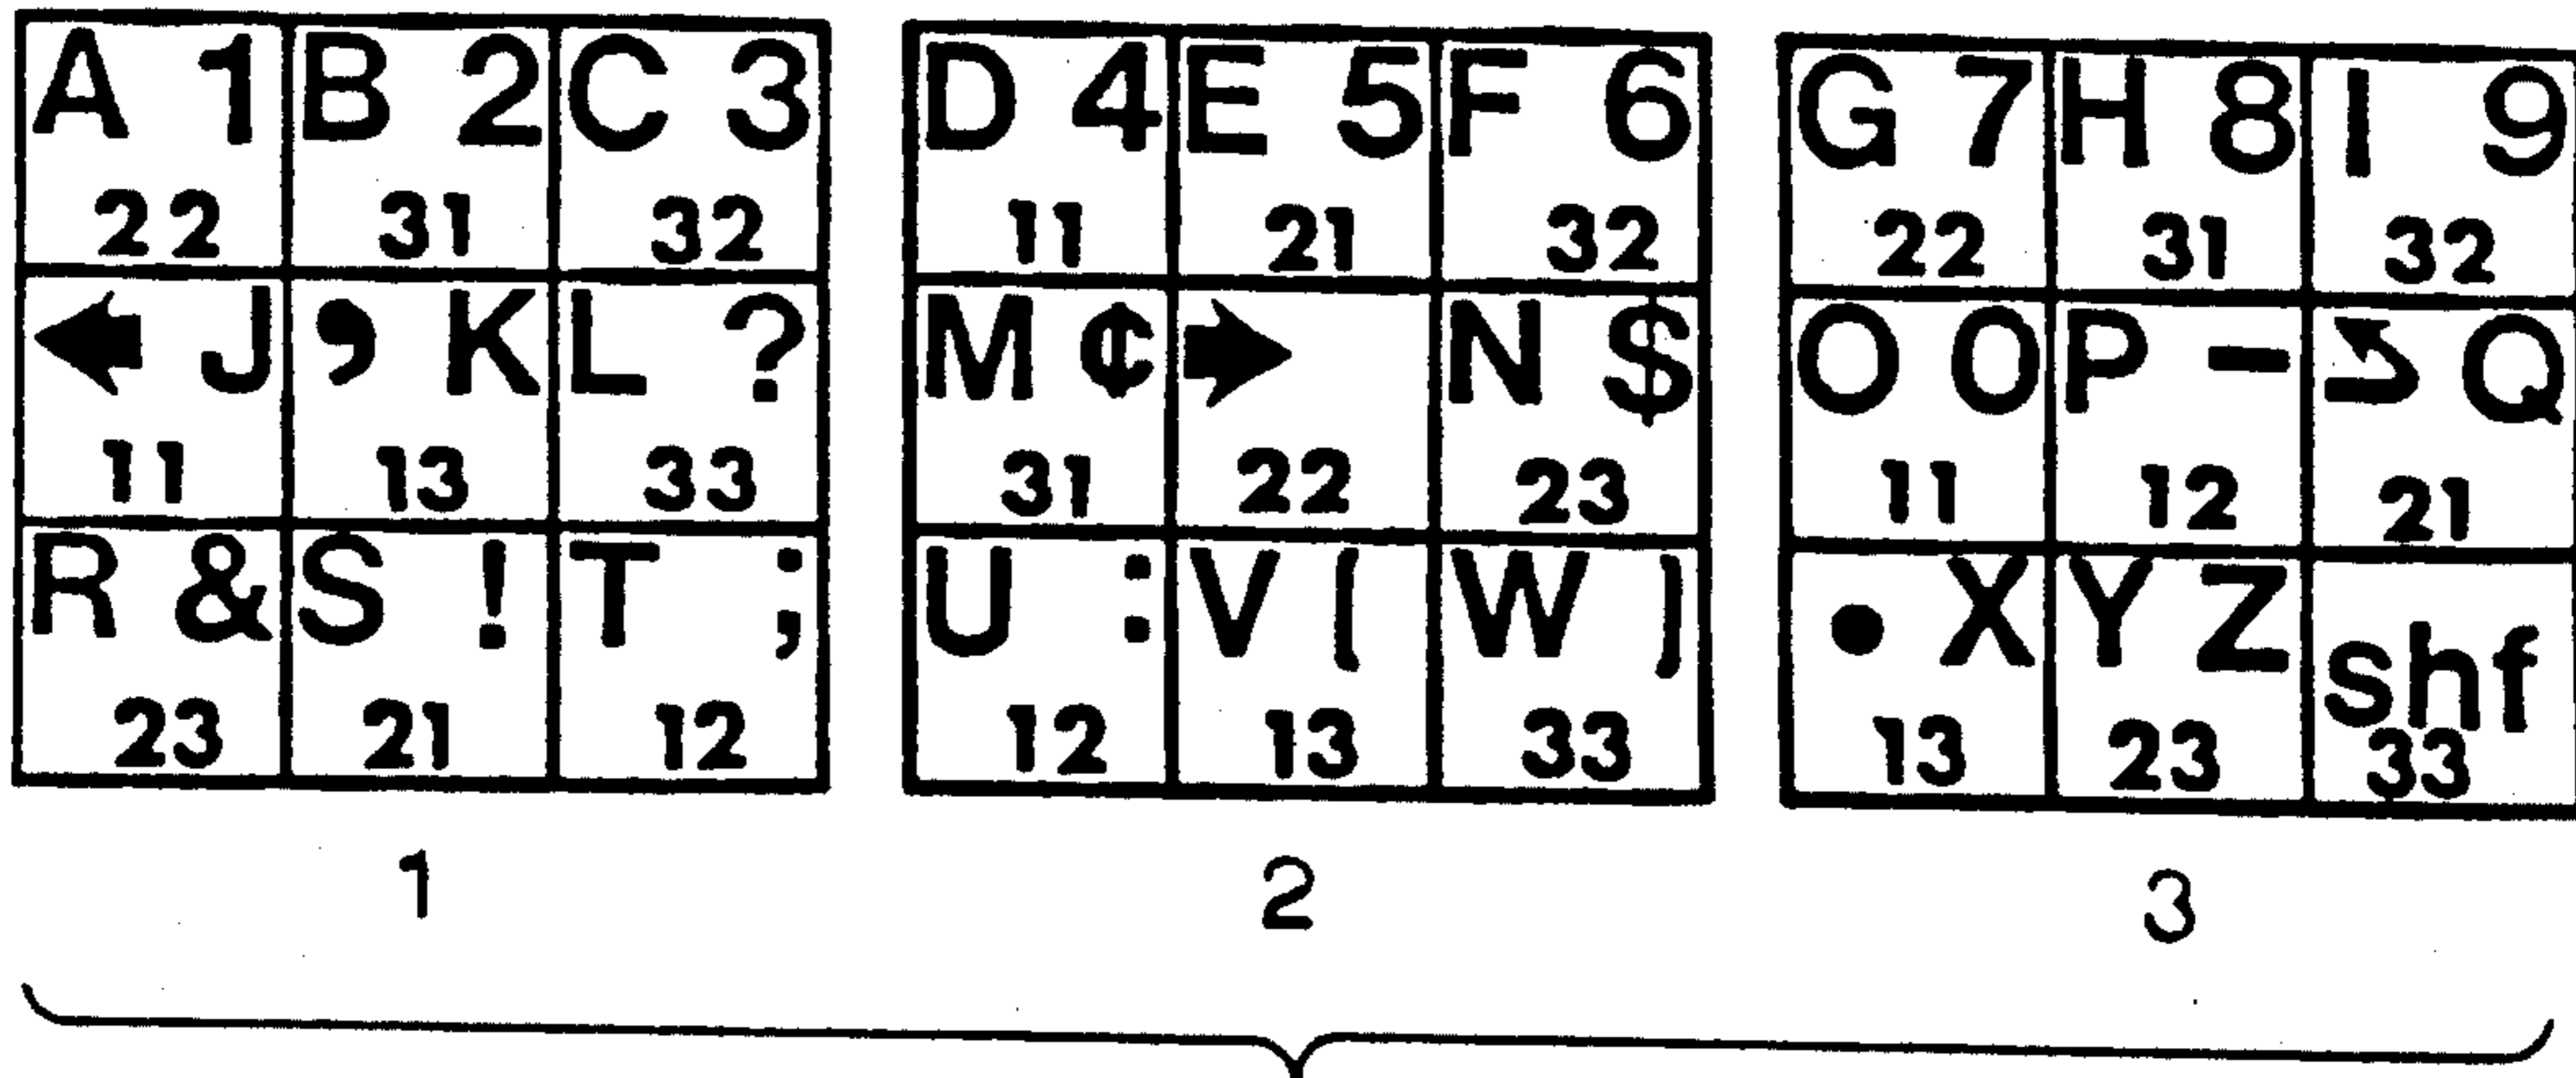 A 1 B 2 C 3 D 4 E 5 F 6 G 7 H 8 I 9
22 31 32 11 21 32 22 31 32
J , K L ? M ¢ N $ O 0 P - Q
11 13 33 31 22 23 11 12 21
R & S ! T ; U : V [ W ] • X Y Z shf
23 21 12 12 13 33 13 23 33
1 2 3